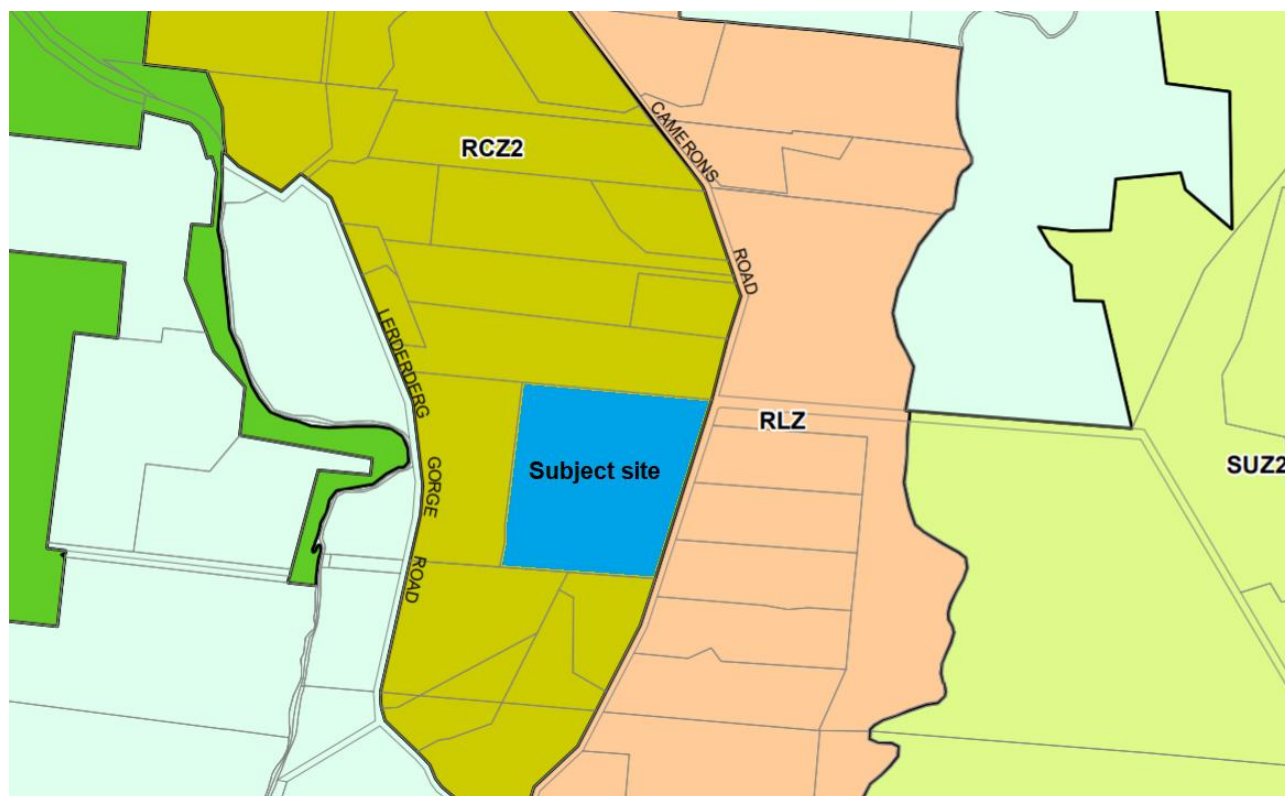 CAMERONS
RCZ2
ROAD
LERDERDERG
RLZ
GORGE
Subject site
SUZ2
ROAD